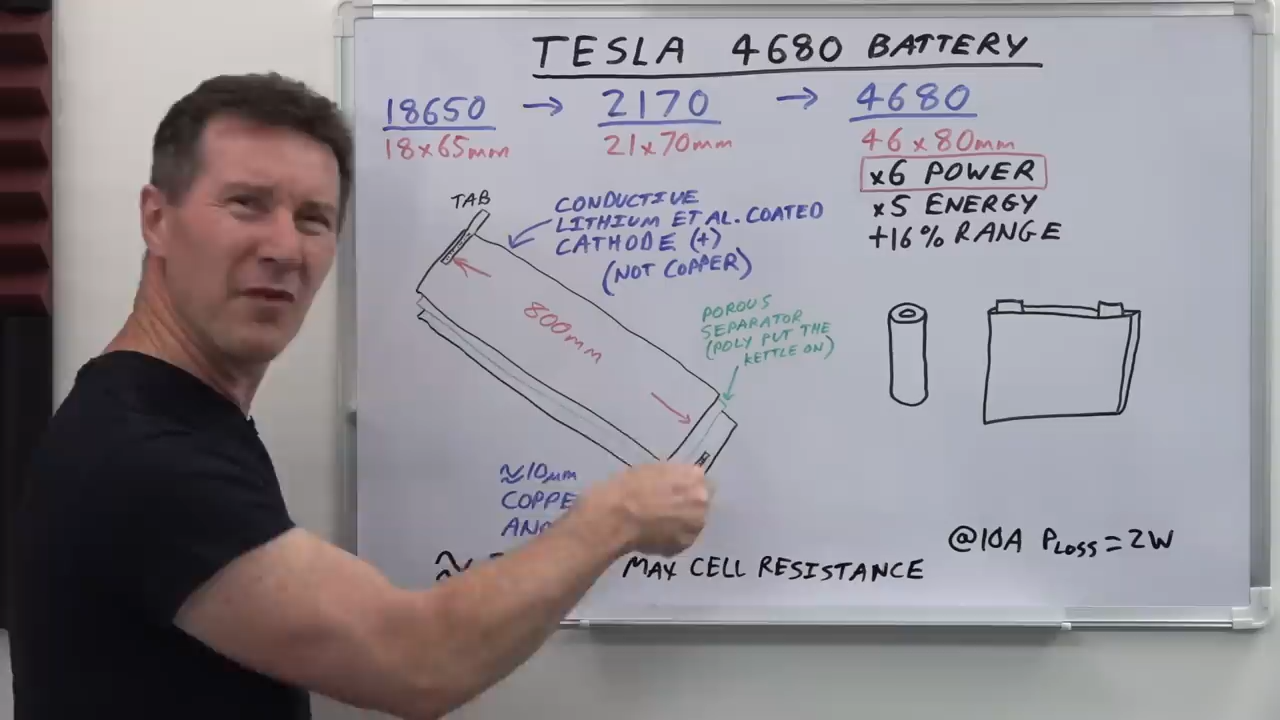 TESLA 4680 BATTERY
18650 → 2170 → 4680
18x65mm 21x70mm 46x80mm
x6 POWER
x5 ENERGY
+16% RANGE
TAB
CONDUCTIVE
LITHIUM ET AL. COATED
CATHODE (+)
(NOT COPPER)
800mm
POROUS
SEPARATOR
(POLY PUT THE
KETTLE ON)
≈10μm
COPPE
AN
@10A PLOSS = 2W
≈ MAX CELL RESISTANCE